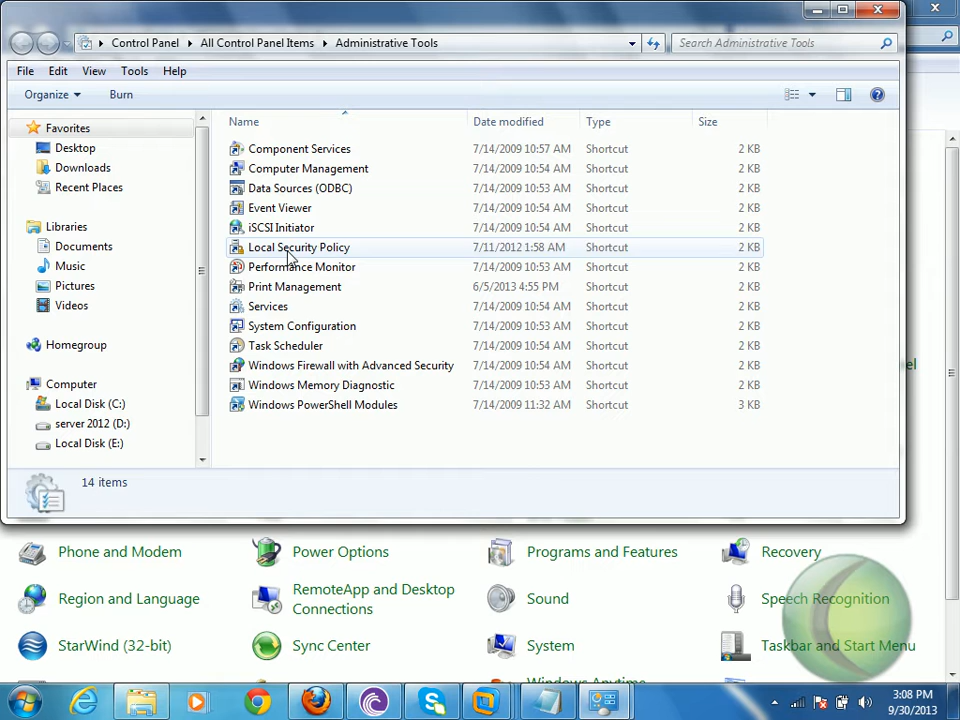 Control Panel All Control Panel Items Administrative Tools Search Administrative Tools
File Edit View Tools Help
Organize Burn
Name Date modified Type Size
Favorites
Desktop
Downloads
Recent Places
Libraries
Documents
Music
Pictures
Videos
Homegroup
Computer
Local Disk (C:)
server 2012 (D:)
Local Disk (E:)
Component Services 7/14/2009 10:57 AM Shortcut 2 KB
Computer Management 7/14/2009 10:54 AM Shortcut 2 KB
Data Sources (ODBC) 7/14/2009 10:54 AM Shortcut 2 KB
Event Viewer 7/14/2009 10:54 AM Shortcut 2 KB
iSCSI Initiator 7/14/2009 10:54 AM Shortcut 2 KB
Local Security Policy 7/11/2012 1:58 AM Shortcut 2 KB
Performance Monitor 7/14/2009 10:53 AM Shortcut 2 KB
Print Management 6/5/2013 4:55 PM Shortcut 2 KB
Services 7/14/2009 10:54 AM Shortcut 2 KB
System Configuration 7/14/2009 10:53 AM Shortcut 2 KB
Task Scheduler 7/14/2009 10:54 AM Shortcut 2 KB
Windows Firewall with Advanced Security 7/14/2009 10:54 AM Shortcut 2 KB
Windows Memory Diagnostic 7/14/2009 10:53 AM Shortcut 2 KB
Windows PowerShell Modules 7/14/2009 11:32 AM Shortcut 3 KB
14 items
Phone and Modem Power Options Programs and Features Recovery
Region and Language RemoteApp and Desktop Connections Sound Speech Recognition
StarWind (32-bit) Sync Center System Taskbar and Start Menu
3:08 PM
9/30/2013